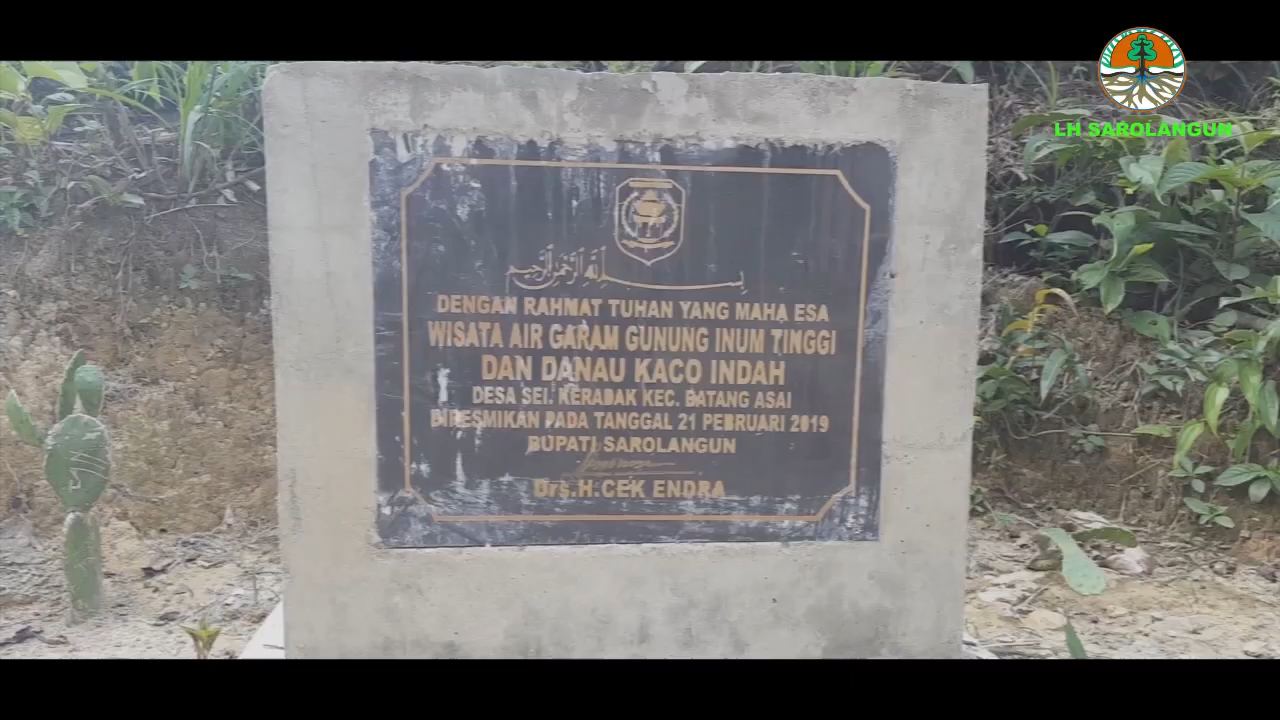 LH SAROLANGUN
بسم الله الرحمن الرحيم
DENGAN RAHMAT TUHAN YANG MAHA ESA
WISATA AIR GARAM GUNUNG INUM TINGGI
DAN DANAU KACO INDAH
DESA SEI. KERADAK KEC. BATANG ASAI
DIRESMIKAN PADA TANGGAL 21 PEBRUARI 2019
BUPATI SAROLANGUN
Drs.H.CEK ENDRA